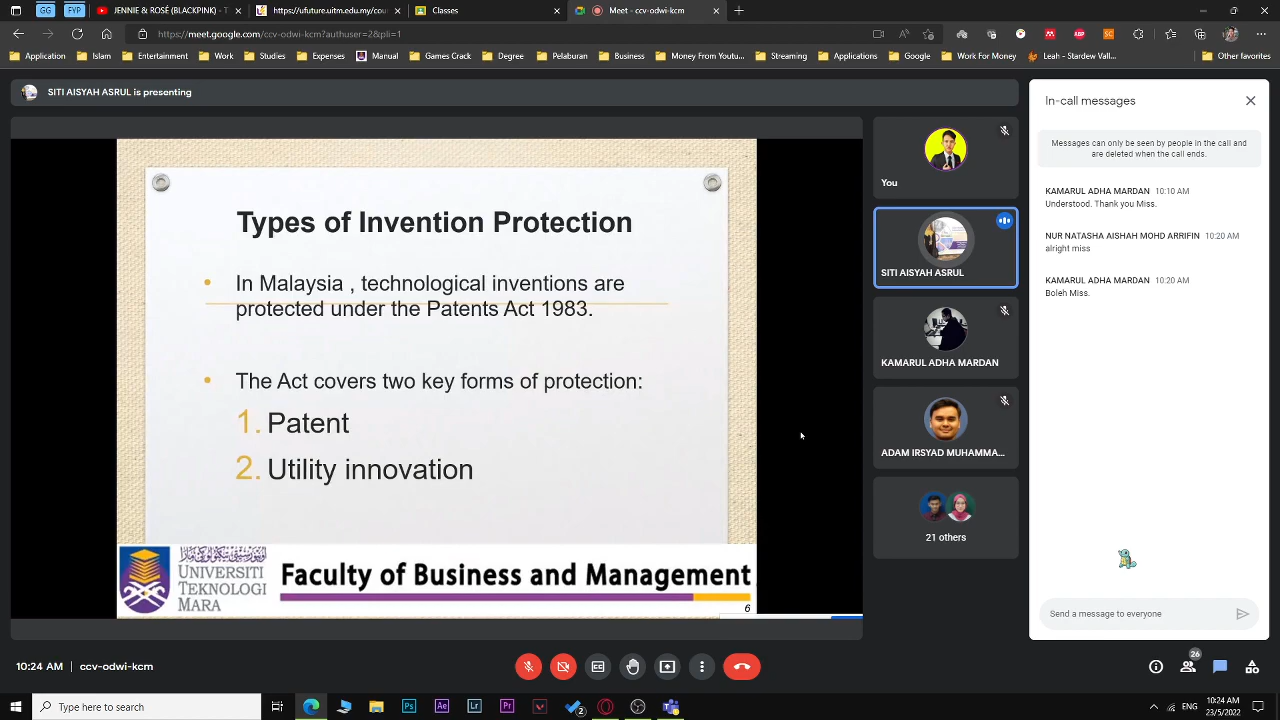 GG
FYP
JENNIE & ROSÉ (BLACKPINK) - T
https://ufuture.uitm.edu.my/cour
Classes
Meet - ccv-odwi-kcm
https://meet.google.com/ccv-odwi-kcm?authuser=2&pli=1
Application
Islam
Entertainment
Work
Studies
Expenses
Manual
Games Crack
Degree
Pelaburan
Business
Money From Youtu...
Streaming
Applications
Work For Money
Leah - Stardew Vall...
Other favorites
SITI AISYAH ASRUL is presenting
Types of Invention Protection
• In Malaysia , technological inventions are
protected under the Patents Act 1983.
• The Act covers two key forms of protection:
1. Patent
2. Utility innovation
UNIVERSITI
TEKNOLOGI
MARA
Faculty of Business and Management
6
You
SITI AISYAH ASRUL
KAMARUL ADHA MARDAN
ADAM IRSYAD MUHAMMA...
21 others
In-call messages
Messages can only be seen by people in the call and
are deleted when the call ends.
KAMARUL ADHA MARDAN 10:10 AM
Understood. Thank you Miss.
NUR NATASHA AISHAH MOHD ARRIFIN 10:20 AM
alright miss
KAMARUL ADHA MARDAN 10:20 AM
Boleh Miss.
Send a message to everyone
10:24 AM | ccv-odwi-kcm
26
Type here to search
Ps
Ae
Lr
Pr
2
ENG
10:24 AM
23/5/2022